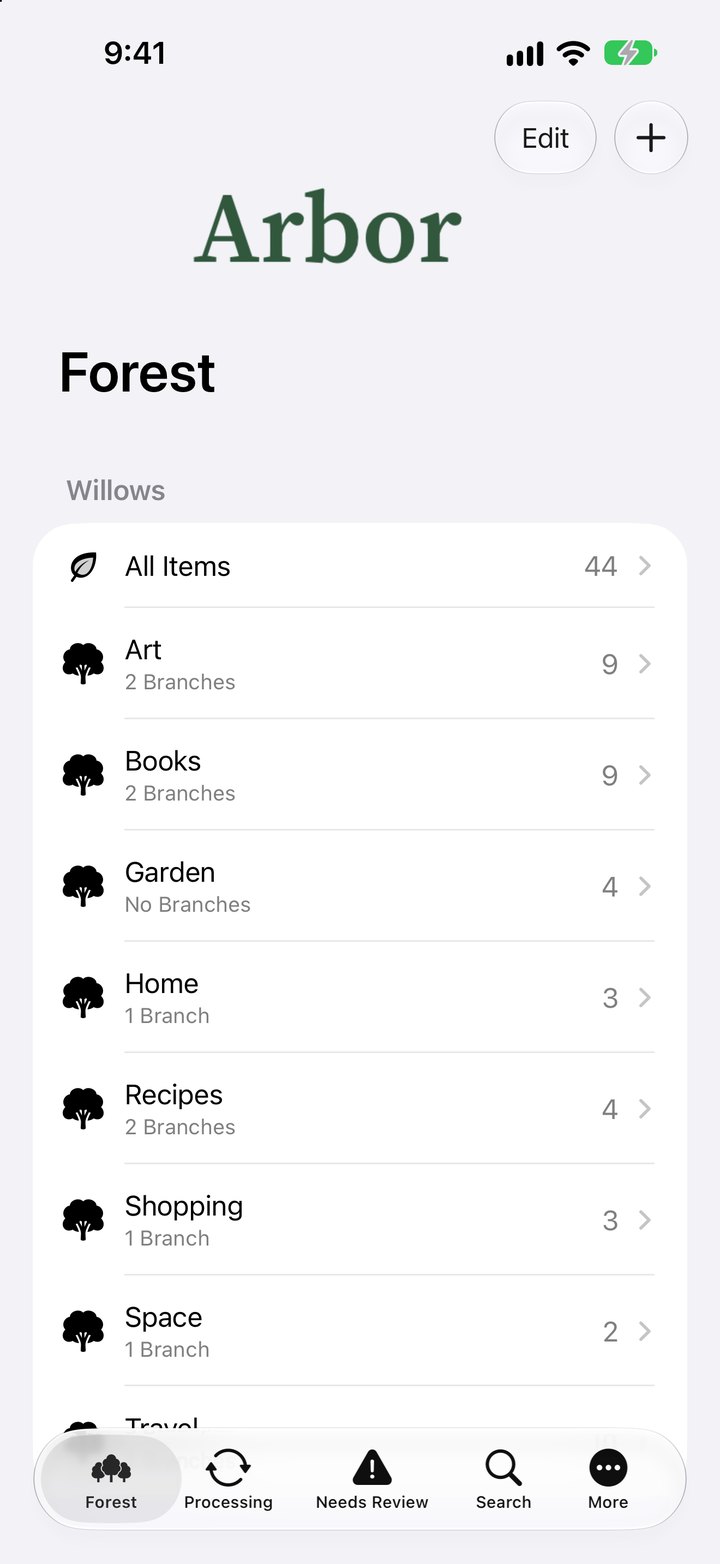 9:41
Edit
Arbor
Forest
Willows
All Items 44
Art 9
2 Branches
Books 9
2 Branches
Garden 4
No Branches
Home 3
1 Branch
Recipes 4
2 Branches
Shopping 3
1 Branch
Space 2
1 Branch
Travel
Forest Processing Needs Review Search More